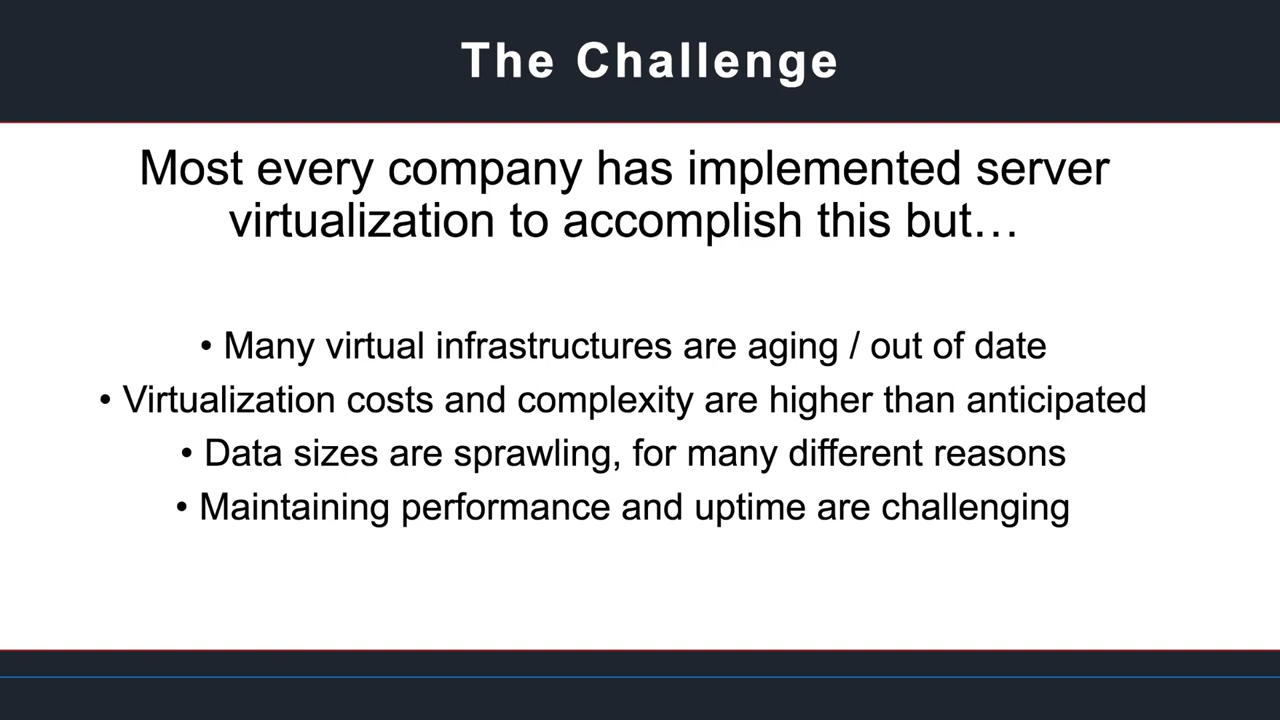 The Challenge
Most every company has implemented server
virtualization to accomplish this but…
• Many virtual infrastructures are aging / out of date
• Virtualization costs and complexity are higher than anticipated
• Data sizes are sprawling, for many different reasons
• Maintaining performance and uptime are challenging